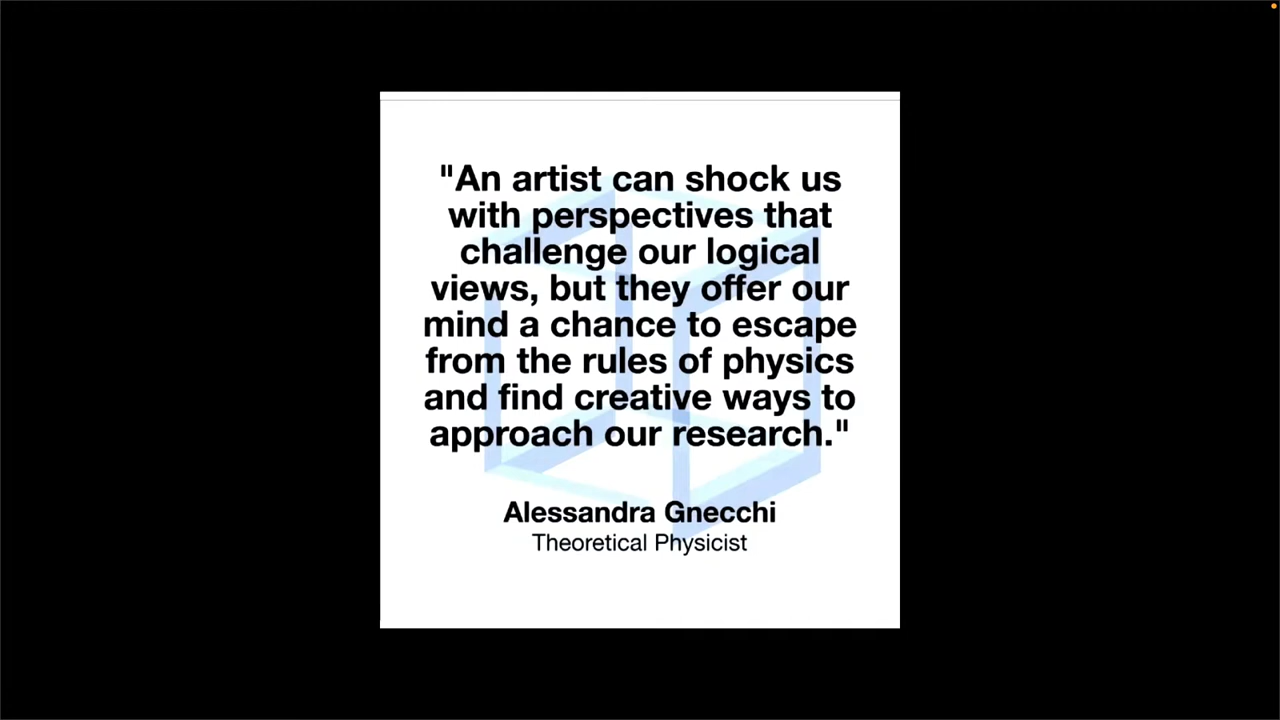 "An artist can shock us
with perspectives that
challenge our logical
views, but they offer our
mind a chance to escape
from the rules of physics
and find creative ways to
approach our research."
Alessandra Gnecchi
Theoretical Physicist